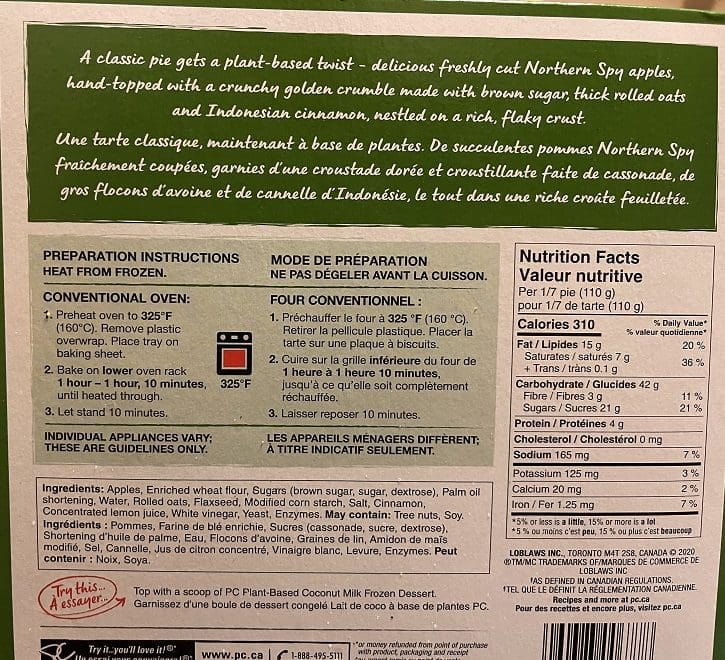 A classic pie gets a plant-based twist – delicious freshly cut Northern Spy apples,
hand-topped with a crunchy golden crumble made with brown sugar, thick rolled oats
and Indonesian cinnamon, nestled on a rich, flaky crust.
Une tarte classique, maintenant à base de plantes. De succulentes pommes Northern Spy
fraîchement coupées, garnies d'une croustade dorée et croustillante faite de cassonade, de
gros flocons d'avoine et de cannelle d'Indonésie, le tout dans une riche croûte feuilletée.
PREPARATION INSTRUCTIONS
HEAT FROM FROZEN.
CONVENTIONAL OVEN:
1. Preheat oven to 325°F
(160°C). Remove plastic
overwrap. Place tray on
baking sheet.
2. Bake on lower oven rack
1 hour – 1 hour, 10 minutes,
until heated through.
3. Let stand 10 minutes.
INDIVIDUAL APPLIANCES VARY;
THESE ARE GUIDELINES ONLY.
325°F
MODE DE PRÉPARATION
NE PAS DÉGELER AVANT LA CUISSON.
FOUR CONVENTIONNEL :
1. Préchauffer le four à 325 °F (160 °C).
Retirer la pellicule plastique. Placer la
tarte sur une plaque à biscuits.
2. Cuire sur la grille inférieure du four de
1 heure à 1 heure 10 minutes,
jusqu'à ce qu'elle soit complètement
réchauffée.
3. Laisser reposer 10 minutes.
LES APPAREILS MÉNAGERS DIFFÈRENT;
À TITRE INDICATIF SEULEMENT.
Nutrition Facts
Valeur nutritive
Per 1/7 pie (110 g)
pour 1/7 de tarte (110 g)
Calories 310 % Daily Value*
% valeur quotidienne*
Fat / Lipides 15 g 20 %
Saturates / saturés 7 g
+ Trans / trans 0.1 g 36 %
Carbohydrate / Glucides 42 g
Fibre / Fibres 3 g 11 %
Sugars / Sucres 21 g 21 %
Protein / Protéines 4 g
Cholesterol / Cholestérol 0 mg
Sodium 165 mg 7 %
Potassium 125 mg 3 %
Calcium 20 mg 2 %
Iron / Fer 1.25 mg 7 %
*5% or less is a little, 15% or more is a lot
*5 % ou moins c'est peu, 15 % ou plus c'est beaucoup
Ingredients: Apples, Enriched wheat flour, Sugars (brown sugar, sugar, dextrose), Palm oil
shortening, Water, Rolled oats, Flaxseed, Modified corn starch, Salt, Cinnamon,
Concentrated lemon juice, White vinegar, Yeast, Enzymes. May contain: Tree nuts, Soy.
Ingrédients : Pommes, Farine de blé enrichie, Sucres (cassonade, sucre, dextrose),
Shortening d'huile de palme, Eau, Flocons d'avoine, Graines de lin, Amidon de maïs
modifié, Sel, Cannelle, Jus de citron concentré, Vinaigre blanc, Levure, Enzymes. Peut
contenir : Noix, Soya.
LOBLAWS INC., TORONTO M4T 2S8, CANADA © 2020
®TM/MC TRADEMARKS OF/MARQUES DE COMMERCE DE
LOBLAWS INC
†AS DEFINED IN CANADIAN REGULATIONS.
†TEL QUE LE DÉFINIT LA RÉGLEMENTATION CANADIENNE.
Recipes and more at pc.ca
Pour des recettes et encore plus, visitez pc.ca
Try this...
À essayer...
Top with a scoop of PC Plant-Based Coconut Milk Frozen Dessert.
Garnissez d'une boule de dessert congelé Lait de coco à base de plantes PC.
Try it...you'll love it!®*
www.pc.ca
1-888-495-5111
*or money refunded from point of purchase
with product, packaging and receipt